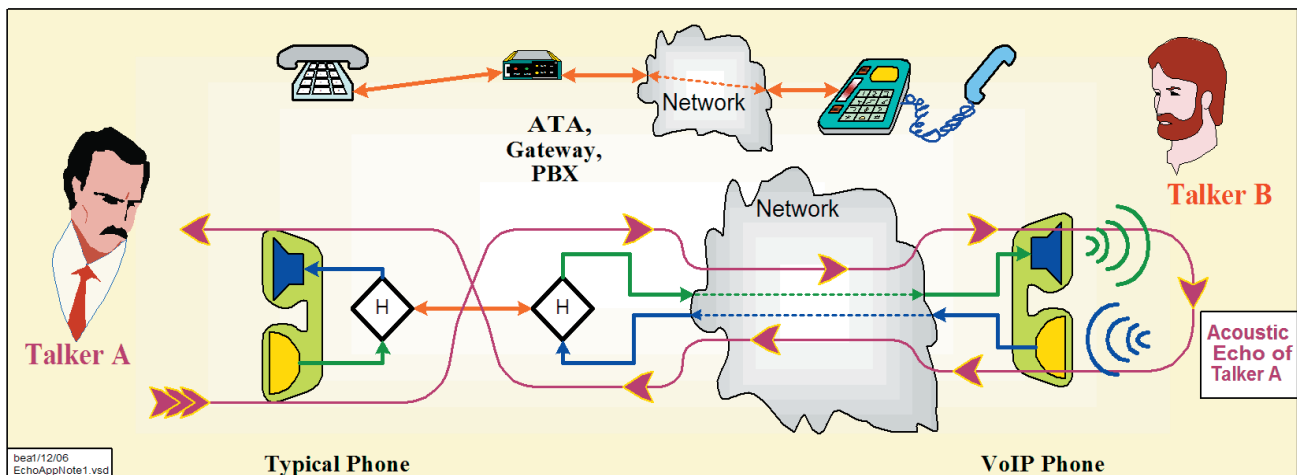 Network
ATA,
Gateway,
PBX
Talker B
Network
H
H
Talker A
Acoustic
Echo of
Talker A
Typical Phone
VoIP Phone
bea1/12/06
EchoAppNote1.vsd